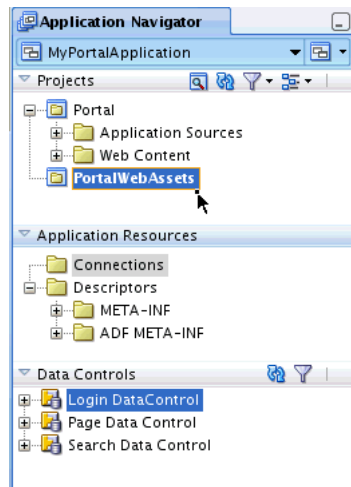 Application Navigator
MyPortalApplication
Projects
Portal
Application Sources
Web Content
PortalWebAssets
Application Resources
Connections
Descriptors
META-INF
ADF META-INF
Data Controls
Login DataControl
Page Data Control
Search Data Control